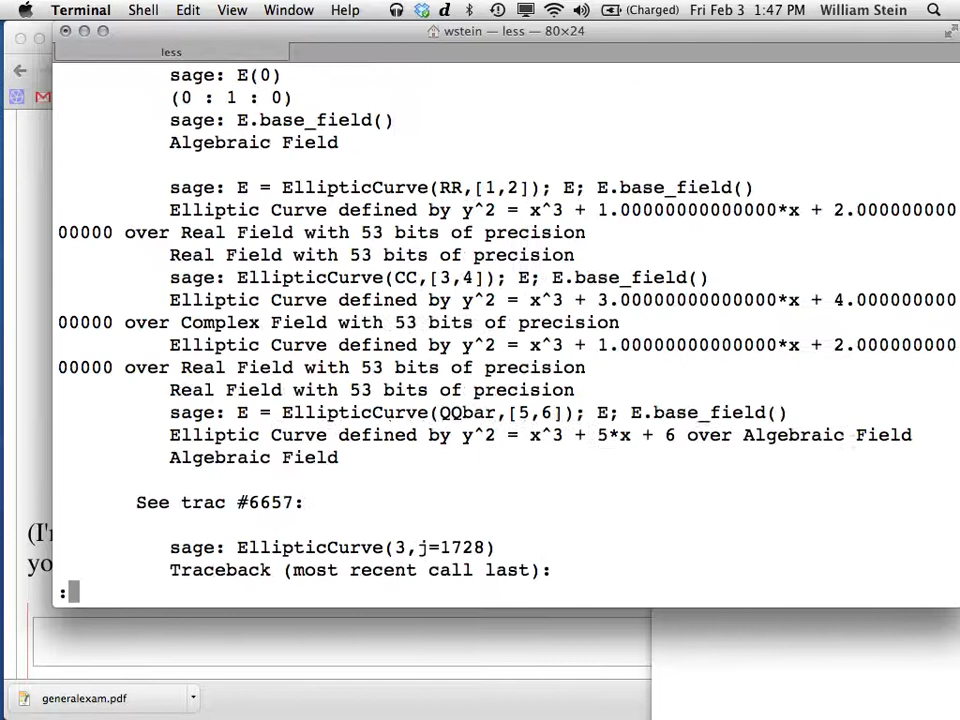 Terminal Shell Edit View Window Help (Charged) Fri Feb 3 1:47 PM William Stein
wstein — less — 80×24
less
sage: E(0)
(0 : 1 : 0)
sage: E.base_field()
Algebraic Field
sage: E = EllipticCurve(RR,[1,2]); E; E.base_field()
Elliptic Curve defined by y^2 = x^3 + 1.00000000000000*x + 2.000000000
00000 over Real Field with 53 bits of precision
Real Field with 53 bits of precision
sage: EllipticCurve(CC,[3,4]); E; E.base_field()
Elliptic Curve defined by y^2 = x^3 + 3.00000000000000*x + 4.000000000
00000 over Complex Field with 53 bits of precision
Elliptic Curve defined by y^2 = x^3 + 1.00000000000000*x + 2.000000000
00000 over Real Field with 53 bits of precision
Real Field with 53 bits of precision
sage: E = EllipticCurve(QQbar,[5,6]); E; E.base_field()
Elliptic Curve defined by y^2 = x^3 + 5*x + 6 over Algebraic Field
Algebraic Field
See trac #6657:
sage: EllipticCurve(3,j=1728)
Traceback (most recent call last):
:
(I'
yo
generalexam.pdf